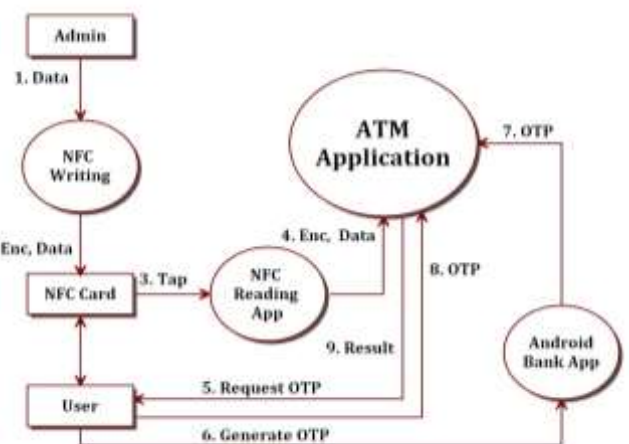 Admin
1. Data
NFC
Writing
Enc, Data
NFC Card
3. Tap
NFC
Reading
App
4. Enc, Data
ATM
Application
7. OTP
8. OTP
9. Result
Android
Bank App
5. Request OTP
User
6. Generate OTP